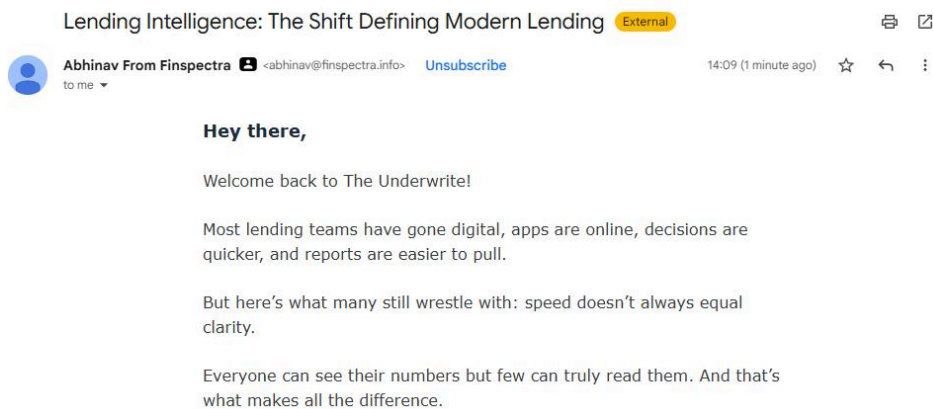 Lending Intelligence: The Shift Defining Modern Lending External
Abhinav From Finspectra <abhinav@finspectra.info> Unsubscribe 14:09 (1 minute ago)
to me
Hey there,
Welcome back to The Underwrite!
Most lending teams have gone digital, apps are online, decisions are
quicker, and reports are easier to pull.
But here’s what many still wrestle with: speed doesn’t always equal
clarity.
Everyone can see their numbers but few can truly read them. And that’s
what makes all the difference.